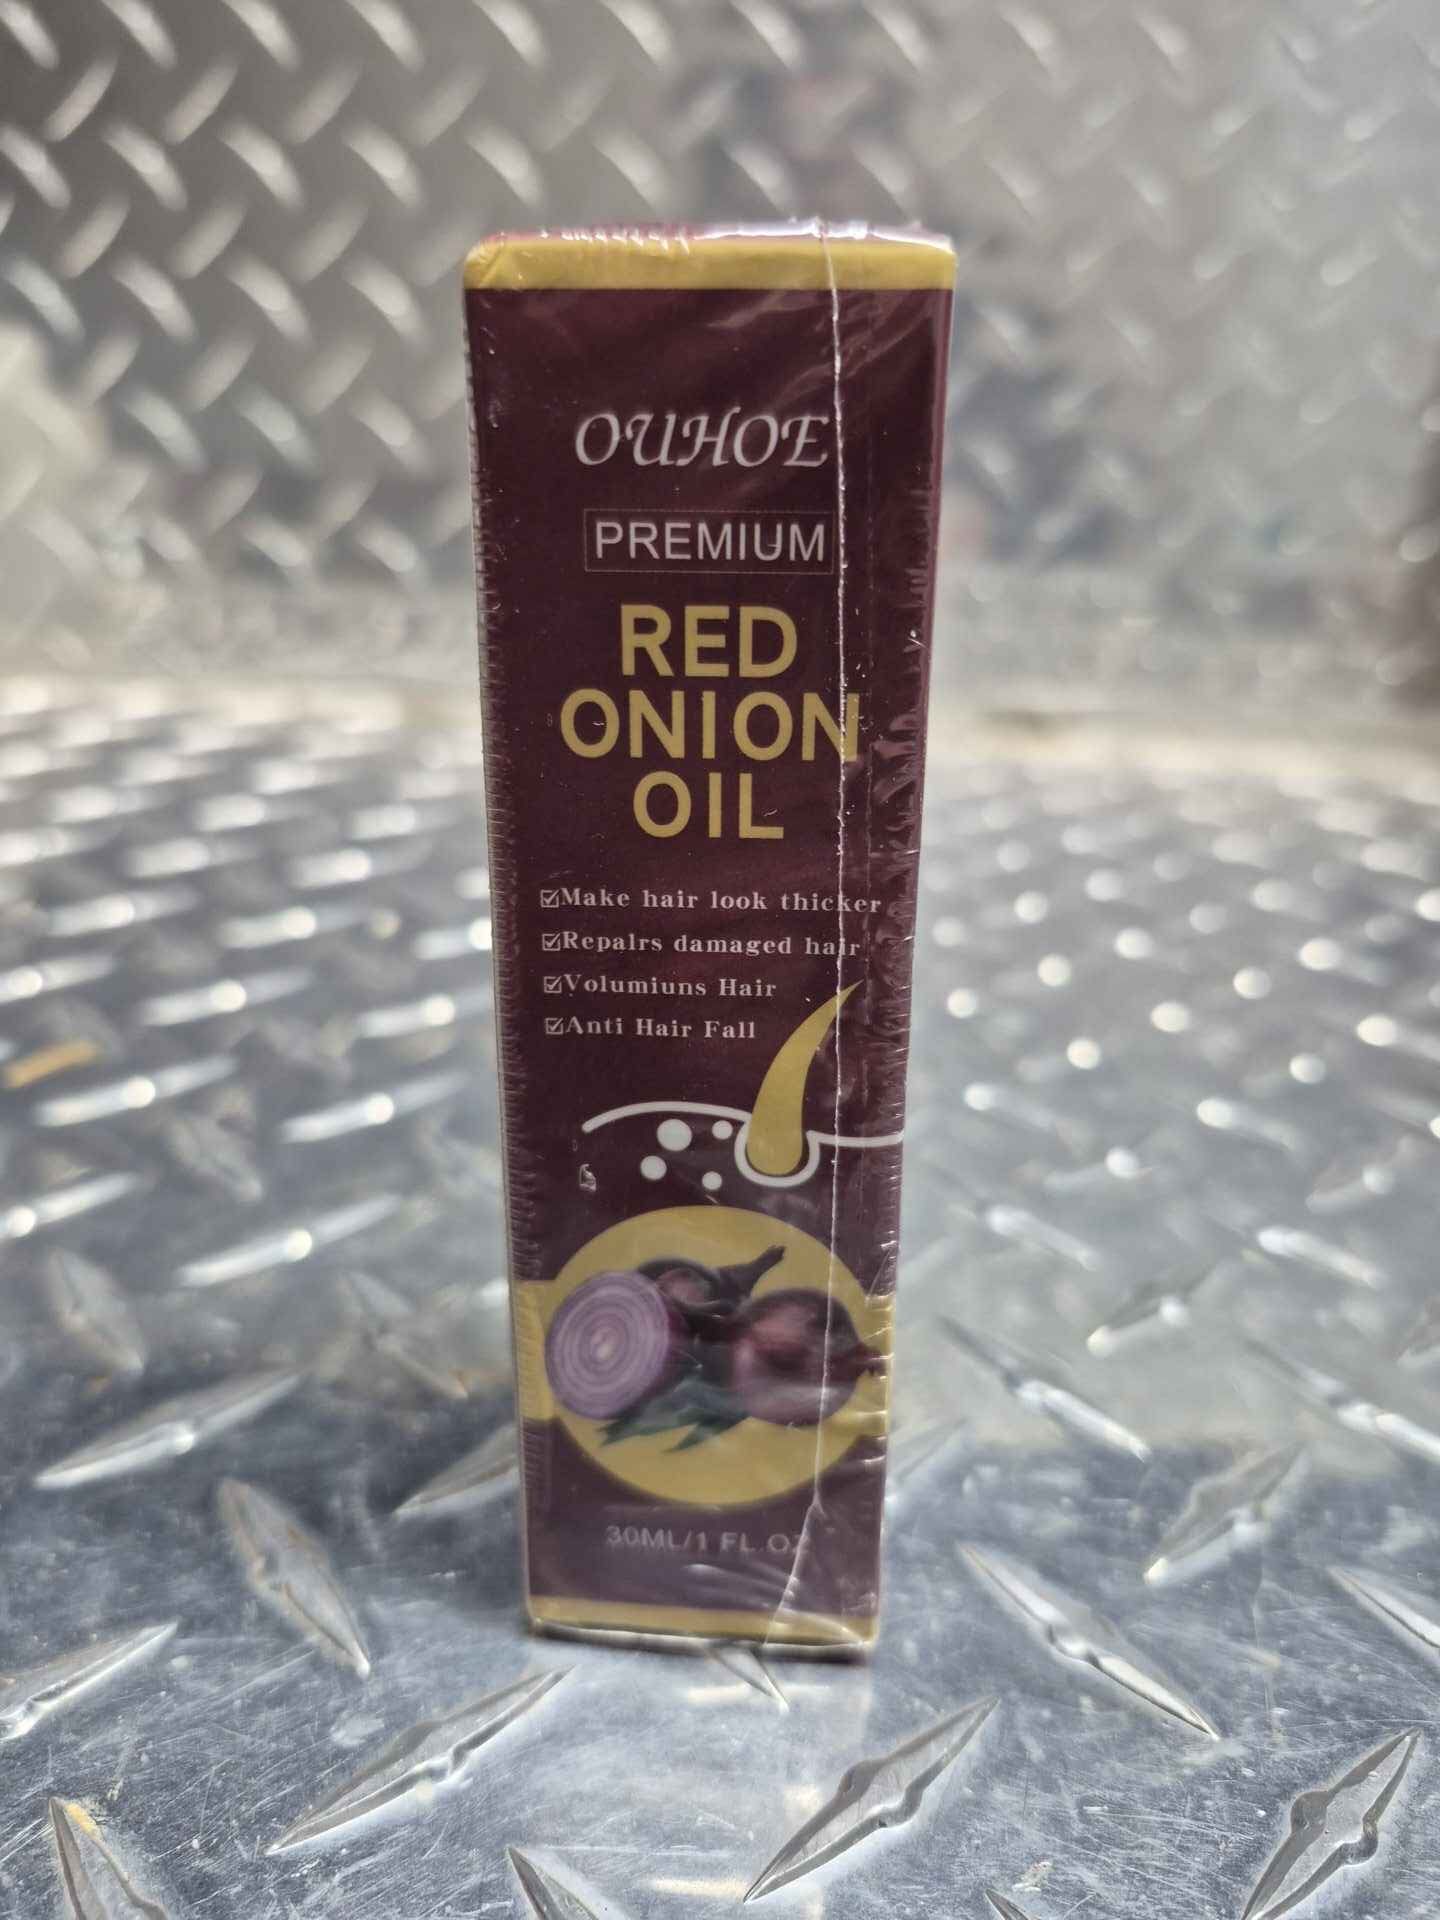 OUHOE
PREMIUM
RED
ONION
OIL
☑Make hair look thicker
☑Repalrs damaged hair
☑Volumiuns Hair
☑Anti Hair Fall
30ML/1 FL.OZ